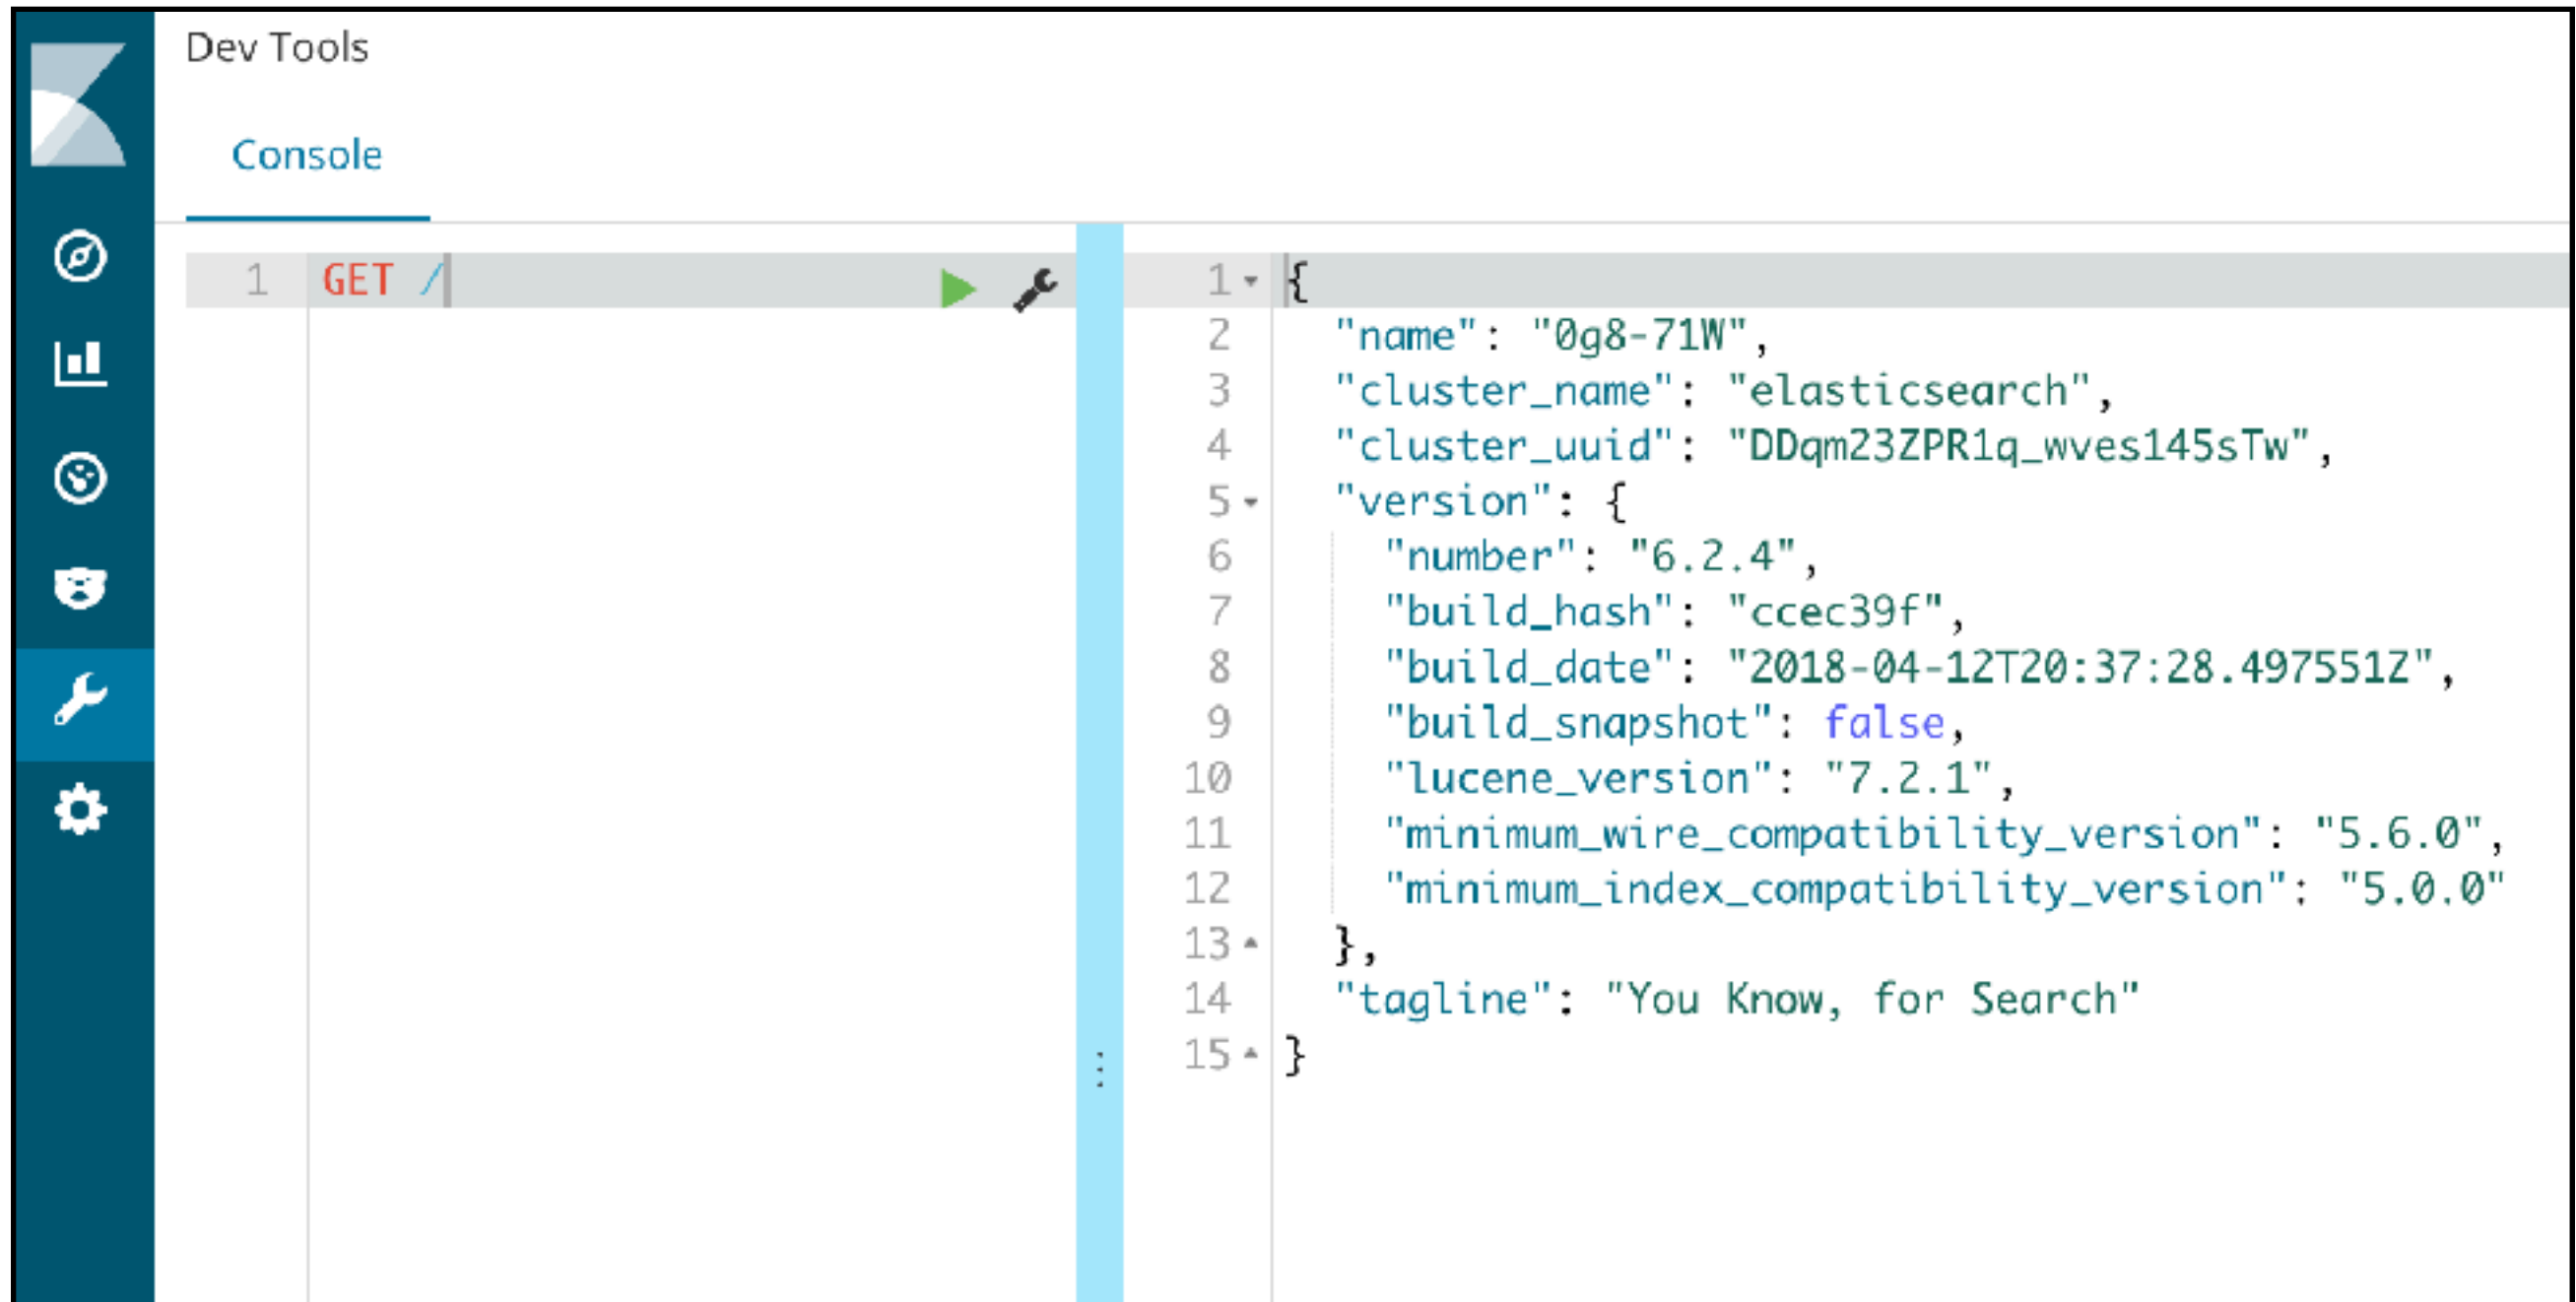 Dev Tools
Console
1 GET /
1 {
2 "name": "0g8-71W",
3 "cluster_name": "elasticsearch",
4 "cluster_uuid": "DDqm23ZPR1q_wves145sTw",
5 "version": {
6 "number": "6.2.4",
7 "build_hash": "ccec39f",
8 "build_date": "2018-04-12T20:37:28.497551Z",
9 "build_snapshot": false,
10 "lucene_version": "7.2.1",
11 "minimum_wire_compatibility_version": "5.6.0",
12 "minimum_index_compatibility_version": "5.0.0"
13 },
14 "tagline": "You Know, for Search"
15 }